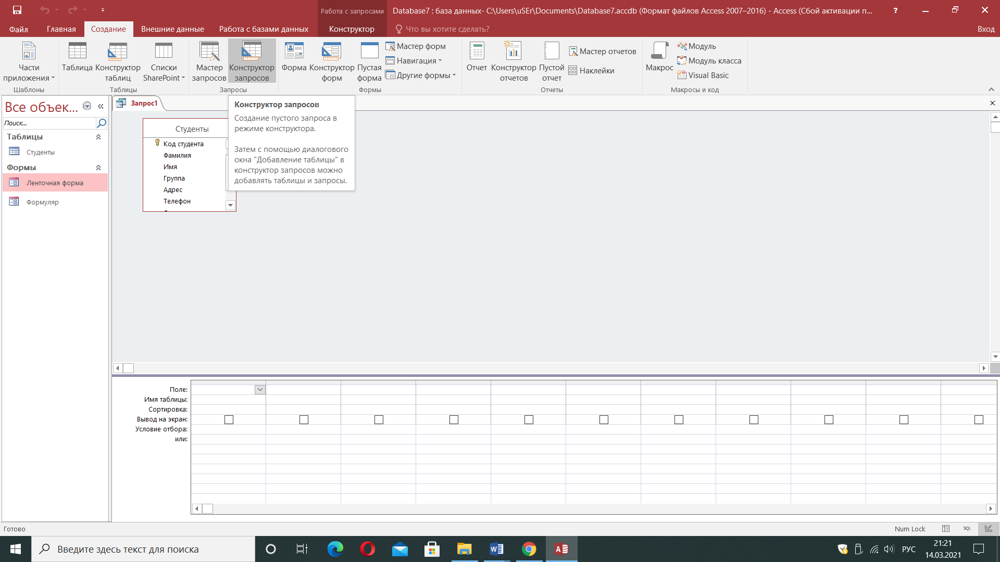 Работа с запросами
Database7 : база данных- C:\Users\uSEr\Documents\Database7.accdb (Формат файлов Access 2007–2016) - Access (Сбой активации п...
?
Файл
Главная
Создание
Внешние данные
Работа с базами данных
Конструктор
Что вы хотите сделать?
Вход
Части приложения
Шаблоны
Таблица
Конструктор таблиц
Списки SharePoint
Таблицы
Мастер запросов
Конструктор запросов
Запросы
Форма
Конструктор форм
Пустая форма
Мастер форм
Навигация
Другие формы
Формы
Отчет
Конструктор отчетов
Пустой отчет
Мастер отчетов
Наклейки
Отчеты
Макрос
Модуль
Модуль класса
Visual Basic
Макросы и код
Все объек...
Поиск...
Таблицы
Студенты
Формы
Ленточная форма
Формуляр
Запрос1
Студенты
Код студента
Фамилия
Имя
Группа
Адрес
Телефон
Конструктор запросов
Создание пустого запроса в
режиме конструктора.
Затем с помощью диалогового
окна "Добавление таблицы" в
конструктор запросов можно
добавлять таблицы и запросы.
Поле:
Имя таблицы:
Сортировка:
Вывод на экран:
Условие отбора:
или:
Готово
Num Lock
SQL
Введите здесь текст для поиска
РУС
21:21
14.03.2021